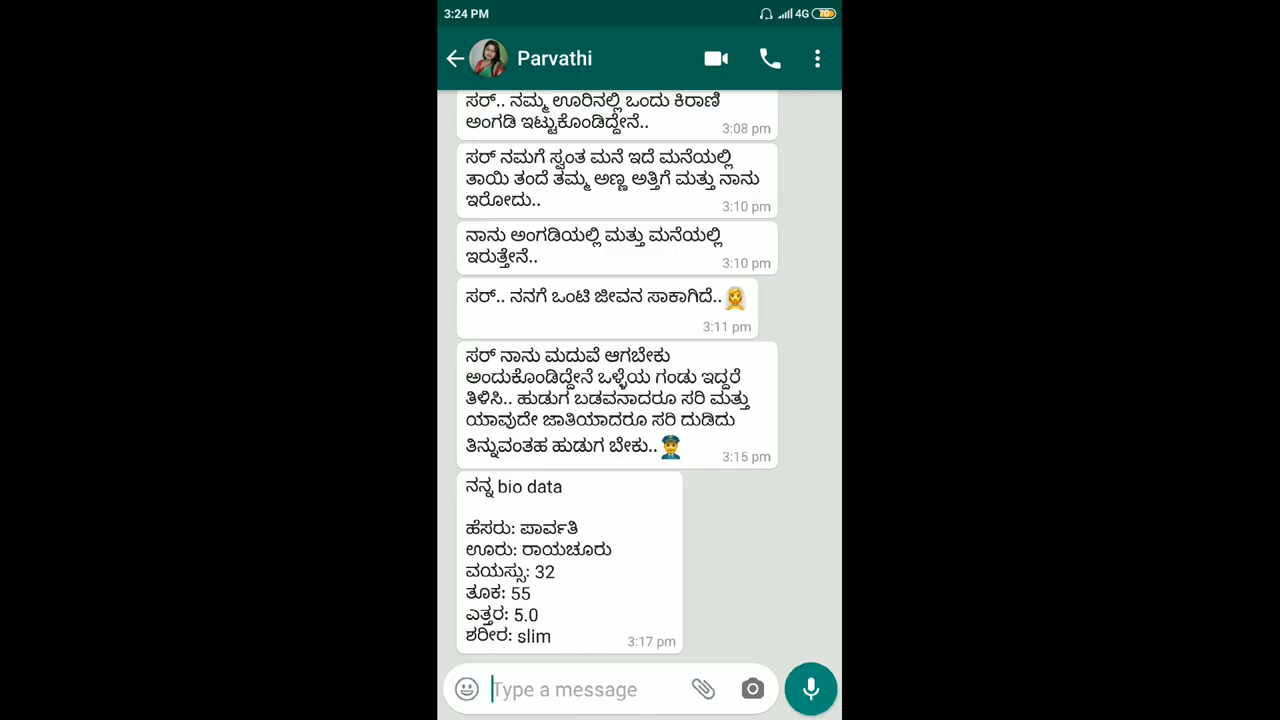 3:24 PM
4G
70
Parvathi
ಸರ್.. ನಮ್ಮ ಊರಿನಲ್ಲಿ ಒಂದು ಕಿರಾಣಿ
ಅಂಗಡಿ ಇಟ್ಟುಕೊಂಡಿದ್ದೇನೆ..
3:08 pm
ಸರ್ ನಮಗೆ ಸ್ವಂತ ಮನೆ ಇದೆ ಮನೆಯಲ್ಲಿ
ತಾಯಿ ತಂದೆ ತಮ್ಮ ಅಣ್ಣ ಅತ್ತಿಗೆ ಮತ್ತು ನಾನು
ಇರೋದು..
3:10 pm
ನಾನು ಅಂಗಡಿಯಲ್ಲಿ ಮತ್ತು ಮನೆಯಲ್ಲಿ
ಇರುತ್ತೇನೆ..
3:10 pm
ಸರ್.. ನನಗೆ ಒಂಟಿ ಜೀವನ ಸಾಕಾಗಿದೆ..👰
3:11 pm
ಸರ್ ನಾನು ಮದುವೆ ಆಗಬೇಕು
ಅಂದುಕೊಂಡಿದ್ದೇನೆ ಒಳ್ಳೆಯ ಗಂಡು ಇದ್ದರೆ
ತಿಳಿಸಿ.. ಹುಡುಗ ಬಡವನಾದರೂ ಸರಿ ಮತ್ತು
ಯಾವುದೇ ಜಾತಿಯಾದರೂ ಸರಿ ದುಡಿದು
ತಿನ್ನುವಂತಹ ಹುಡುಗ ಬೇಕು..👮
3:15 pm
ನನ್ನ bio data
ಹೆಸರು: ಪಾರ್ವತಿ
ಊರು: ರಾಯಚೂರು
ವಯಸ್ಸು: 32
ತೂಕ: 55
ಎತ್ತರ: 5.0
ಶರೀರ: slim
3:17 pm
Type a message